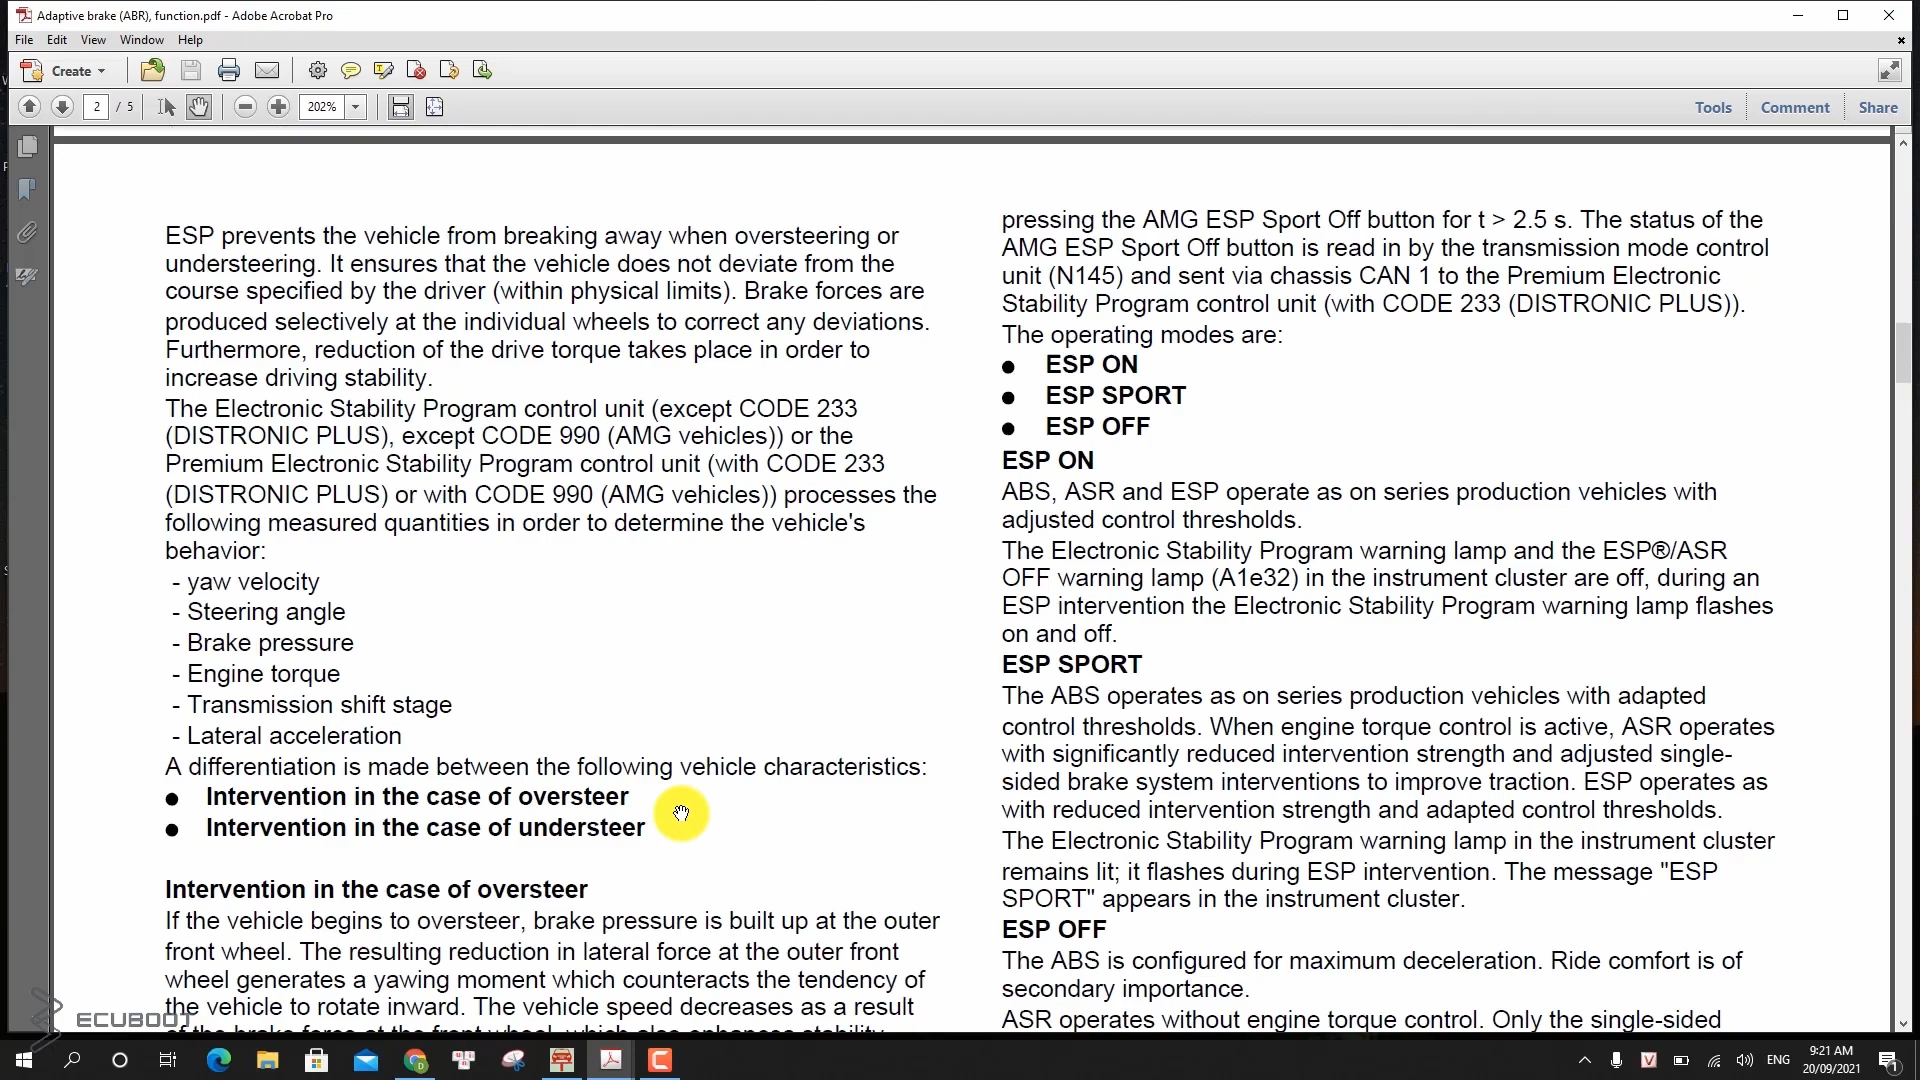 Adaptive brake (ABR), function.pdf - Adobe Acrobat Pro
File Edit View Window Help
Create
2 / 5
202%
Tools
Comment
Share
ESP prevents the vehicle from breaking away when oversteering or
understeering. It ensures that the vehicle does not deviate from the
course specified by the driver (within physical limits). Brake forces are
produced selectively at the individual wheels to correct any deviations.
Furthermore, reduction of the drive torque takes place in order to
increase driving stability.
The Electronic Stability Program control unit (except CODE 233
(DISTRONIC PLUS), except CODE 990 (AMG vehicles)) or the
Premium Electronic Stability Program control unit (with CODE 233
(DISTRONIC PLUS) or with CODE 990 (AMG vehicles)) processes the
following measured quantities in order to determine the vehicle's
behavior:
- yaw velocity
- Steering angle
- Brake pressure
- Engine torque
- Transmission shift stage
- Lateral acceleration
A differentiation is made between the following vehicle characteristics:
● Intervention in the case of oversteer
● Intervention in the case of understeer
Intervention in the case of oversteer
If the vehicle begins to oversteer, brake pressure is built up at the outer
front wheel. The resulting reduction in lateral force at the outer front
wheel generates a yawing moment which counteracts the tendency of
the vehicle to rotate inward. The vehicle speed decreases as a result
of the brake force at the front wheel, which also enhances stability
pressing the AMG ESP Sport Off button for t > 2.5 s. The status of the
AMG ESP Sport Off button is read in by the transmission mode control
unit (N145) and sent via chassis CAN 1 to the Premium Electronic
Stability Program control unit (with CODE 233 (DISTRONIC PLUS)).
The operating modes are:
● ESP ON
● ESP SPORT
● ESP OFF
ESP ON
ABS, ASR and ESP operate as on series production vehicles with
adjusted control thresholds.
The Electronic Stability Program warning lamp and the ESP®/ASR
OFF warning lamp (A1e32) in the instrument cluster are off, during an
ESP intervention the Electronic Stability Program warning lamp flashes
on and off.
ESP SPORT
The ABS operates as on series production vehicles with adapted
control thresholds. When engine torque control is active, ASR operates
with significantly reduced intervention strength and adjusted single-
sided brake system interventions to improve traction. ESP operates as
with reduced intervention strength and adapted control thresholds.
The Electronic Stability Program warning lamp in the instrument cluster
remains lit; it flashes during ESP intervention. The message "ESP
SPORT" appears in the instrument cluster.
ESP OFF
The ABS is configured for maximum deceleration. Ride comfort is of
secondary importance.
ASR operates without engine torque control. Only the single-sided
ECUBOOT
ENG
9:21 AM
20/09/2021